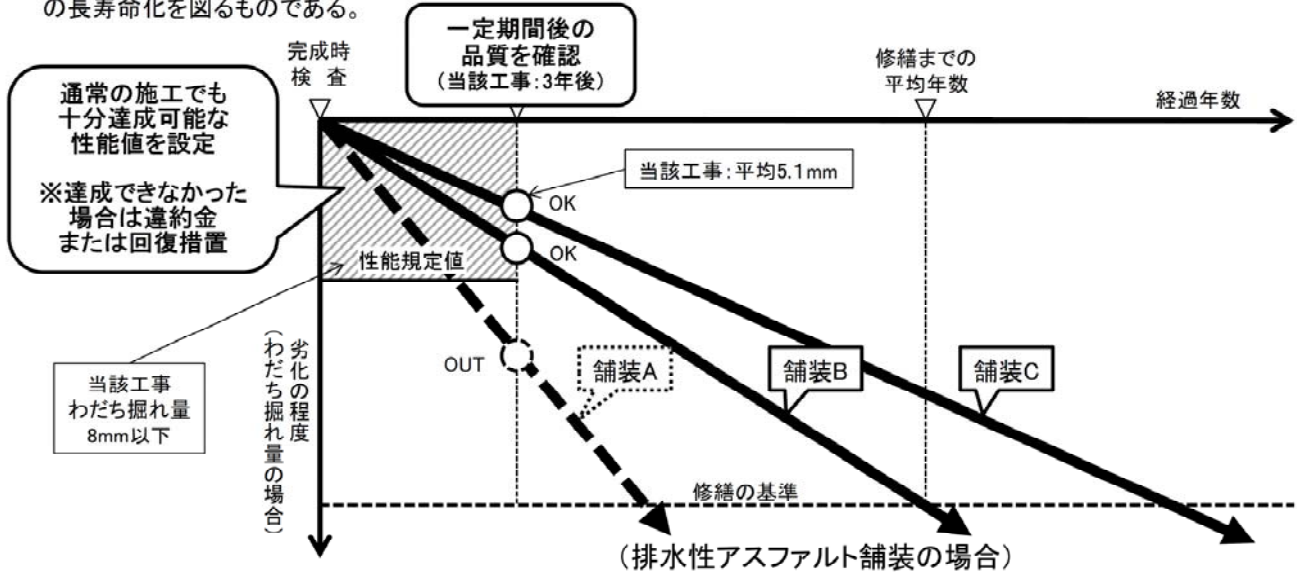 の長寿命化を図るものである。
一定期間後の
品質を確認
(当該工事:3年後)
完成時
検 査
修繕までの
平均年数
経過年数
通常の施工でも
十分達成可能な
性能値を設定
※達成できなかった
場合は違約金
または回復措置
当該工事:平均5.1mm
OK
OK
性能規定値
OUT
舗装A
舗装B
舗装C
当該工事
わだち掘れ量
8mm以下
劣化の程度
(わだち掘れ量の場合)
修繕の基準
(排水性アスファルト舗装の場合)